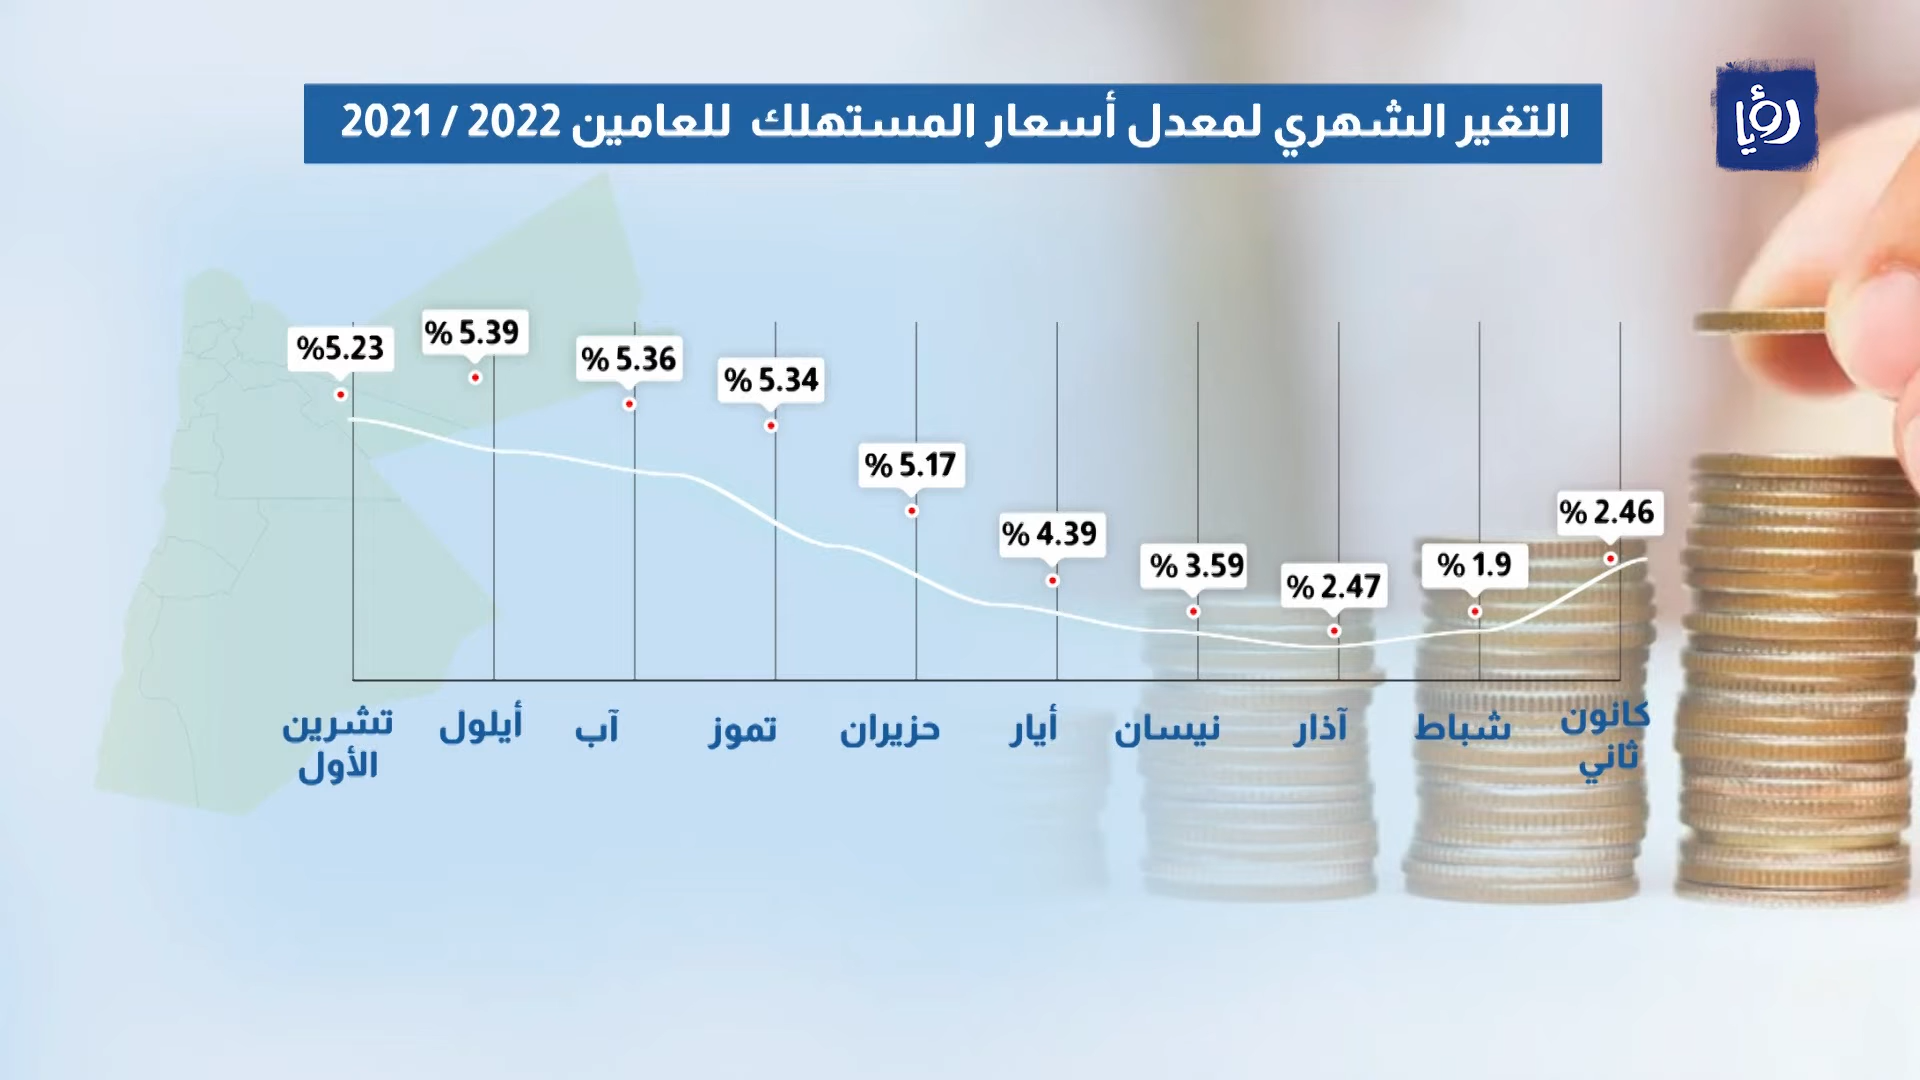 رؤيا
التغير الشهري لمعدل أسعار المستهلك للعامين 2022 / 2021
% 2.46
% 1.9
% 2.47
% 3.59
% 4.39
% 5.17
% 5.34
% 5.36
% 5.39
%5.23
كانون ثاني
شباط
آذار
نيسان
أيار
حزيران
تموز
آب
أيلول
تشرين الأول